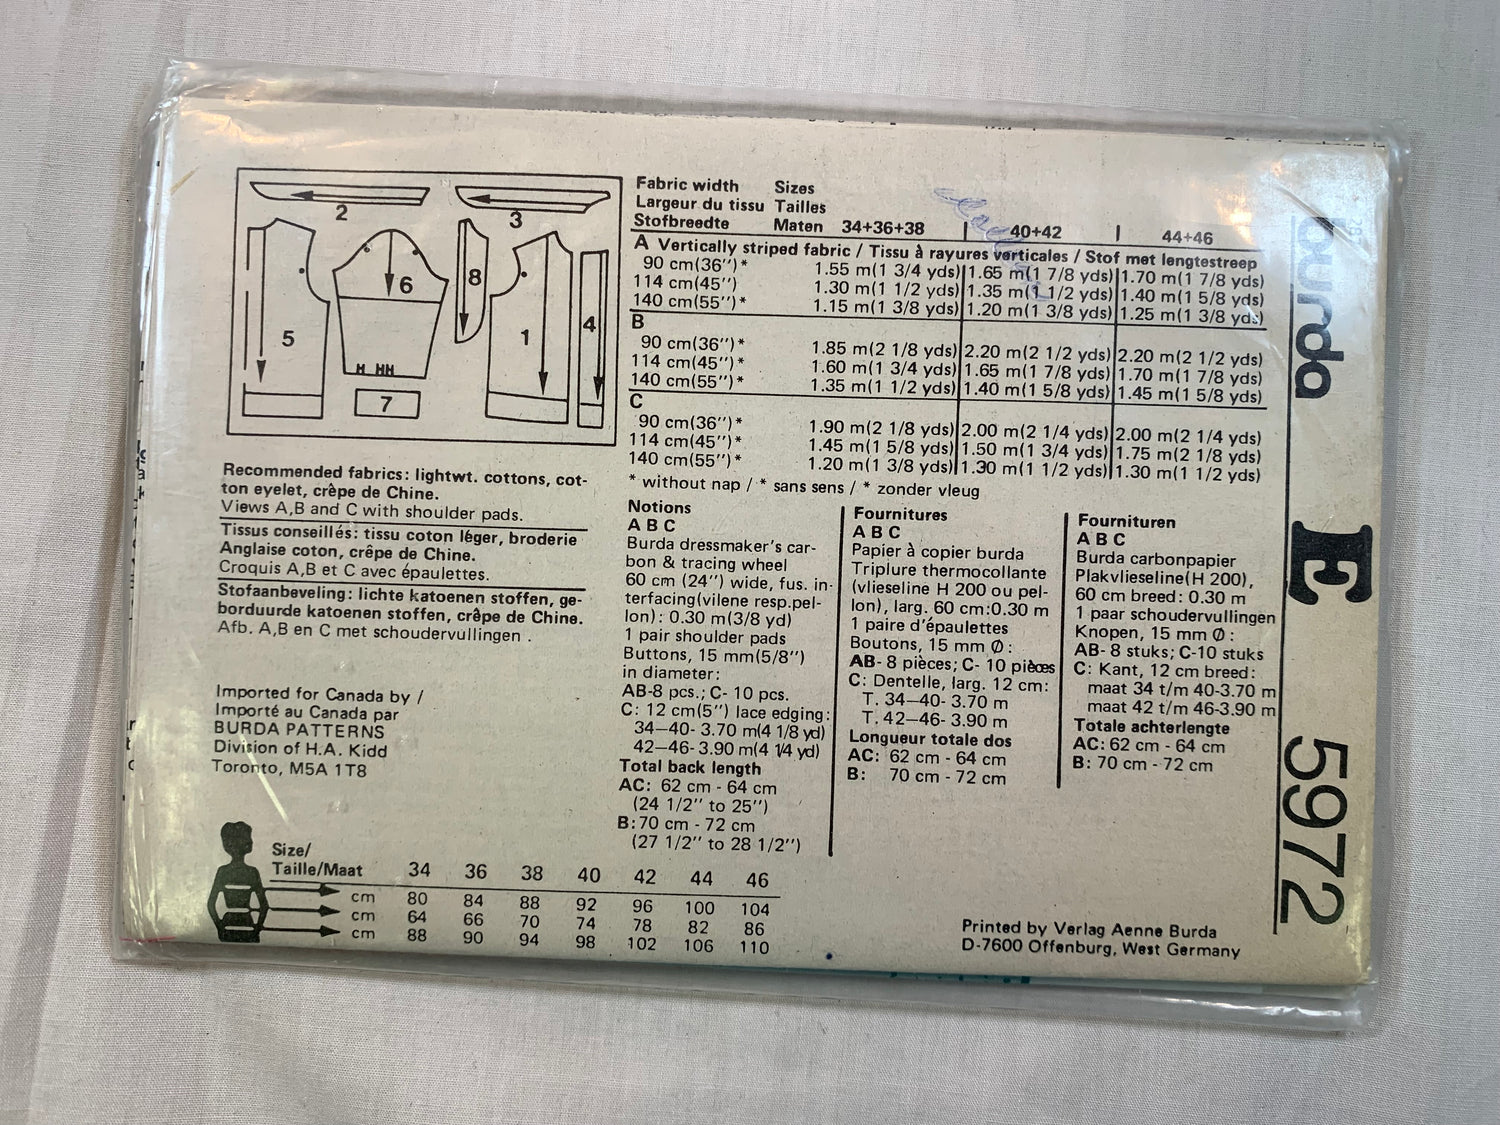 2
3
5
6
8
1
4
7
Fabric width Sizes
Largeur du tissu Tailles
Stofbreedte Maten 34+36+38 40+42 44+46
A Vertically striped fabric / Tissu à rayures verticales / Stof met lengtestreep
90 cm(36")* 1.55 m(1 3/4 yds) 1.65 m(1 7/8 yds) 1.70 m(1 7/8 yds)
114 cm(45") 1.30 m(1 1/2 yds) 1.35 m(1 1/2 yds) 1.40 m(1 5/8 yds)
140 cm(55")* 1.15 m(1 3/8 yds) 1.20 m(1 3/8 yds) 1.25 m(1 3/8 yds)
B
90 cm(36")* 1.85 m(2 1/8 yds) 2.20 m(2 1/2 yds) 2.20 m(2 1/2 yds)
114 cm(45")* 1.60 m(1 3/4 yds) 1.65 m(1 7/8 yds) 1.70 m(1 7/8 yds)
140 cm(55")* 1.35 m(1 1/2 yds) 1.40 m(1 5/8 yds) 1.45 m(1 5/8 yds)
C
90 cm(36")* 1.90 m(2 1/8 yds) 2.00 m(2 1/4 yds) 2.00 m(2 1/4 yds)
114 cm(45")* 1.45 m(1 5/8 yds) 1.50 m(1 3/4 yds) 1.75 m(2 1/8 yds)
140 cm(55")* 1.20 m(1 3/8 yds) 1.30 m(1 1/2 yds) 1.30 m(1 1/2 yds)
* without nap / * sans sens / * zonder vleug
Recommended fabrics: lightwt. cottons, cot-
ton eyelet, crêpe de Chine.
Views A,B and C with shoulder pads.
Tissus conseillés: tissu coton léger, broderie
Anglaise coton, crêpe de Chine.
Croquis A,B et C avec épaulettes.
Stofaanbeveling: lichte katoenen stoffen, ge-
borduurde katoenen stoffen, crêpe de Chine.
Afb. A,B en C met schoudervullingen .
Imported for Canada by /
Importé au Canada par
BURDA PATTERNS
Division of H.A. Kidd
Toronto, M5A 1T8
Notions
A B C
Burda dressmaker's car-
bon & tracing wheel
60 cm (24") wide, fus. in-
terfacing(vilene resp.pel-
lon): 0.30 m(3/8 yd)
1 pair shoulder pads
Buttons, 15 mm(5/8")
in diameter:
AB-8 pcs.; C- 10 pcs.
C: 12 cm(5") lace edging:
34–40- 3.70 m(4 1/8 yd)
42–46- 3.90 m(4 1/4 yd)
Total back length
AC: 62 cm - 64 cm
(24 1/2" to 25")
B: 70 cm - 72 cm
(27 1/2" to 28 1/2")
Fournitures
A B C
Papier à copier burda
Triplure thermocollante
(vlieseline H 200 ou pel-
lon), larg. 60 cm:0.30 m
1 paire d'épaulettes
Boutons, 15 mm Ø :
AB- 8 pièces; C- 10 pièces
C: Dentelle, larg. 12 cm:
T. 34–40- 3.70 m
T. 42–46- 3.90 m
Longueur totale dos
AC: 62 cm - 64 cm
B: 70 cm - 72 cm
Fournituren
A B C
Burda carbonpapier
Plakvlieseline(H 200),
60 cm breed: 0.30 m
1 paar schoudervullingen
Knopen, 15 mm Ø :
AB- 8 stuks; C-10 stuks
C: Kant, 12 cm breed:
maat 34 t/m 40-3.70 m
maat 42 t/m 46-3.90 m
Totale achterlengte
AC: 62 cm - 64 cm
B: 70 cm - 72 cm
Size/
Taille/Maat 34 36 38 40 42 44 46
cm 80 84 88 92 96 100 104
cm 64 66 70 74 78 82 86
cm 88 90 94 98 102 106 110
Printed by Verlag Aenne Burda
D-7600 Offenburg, West Germany
burda E 5972